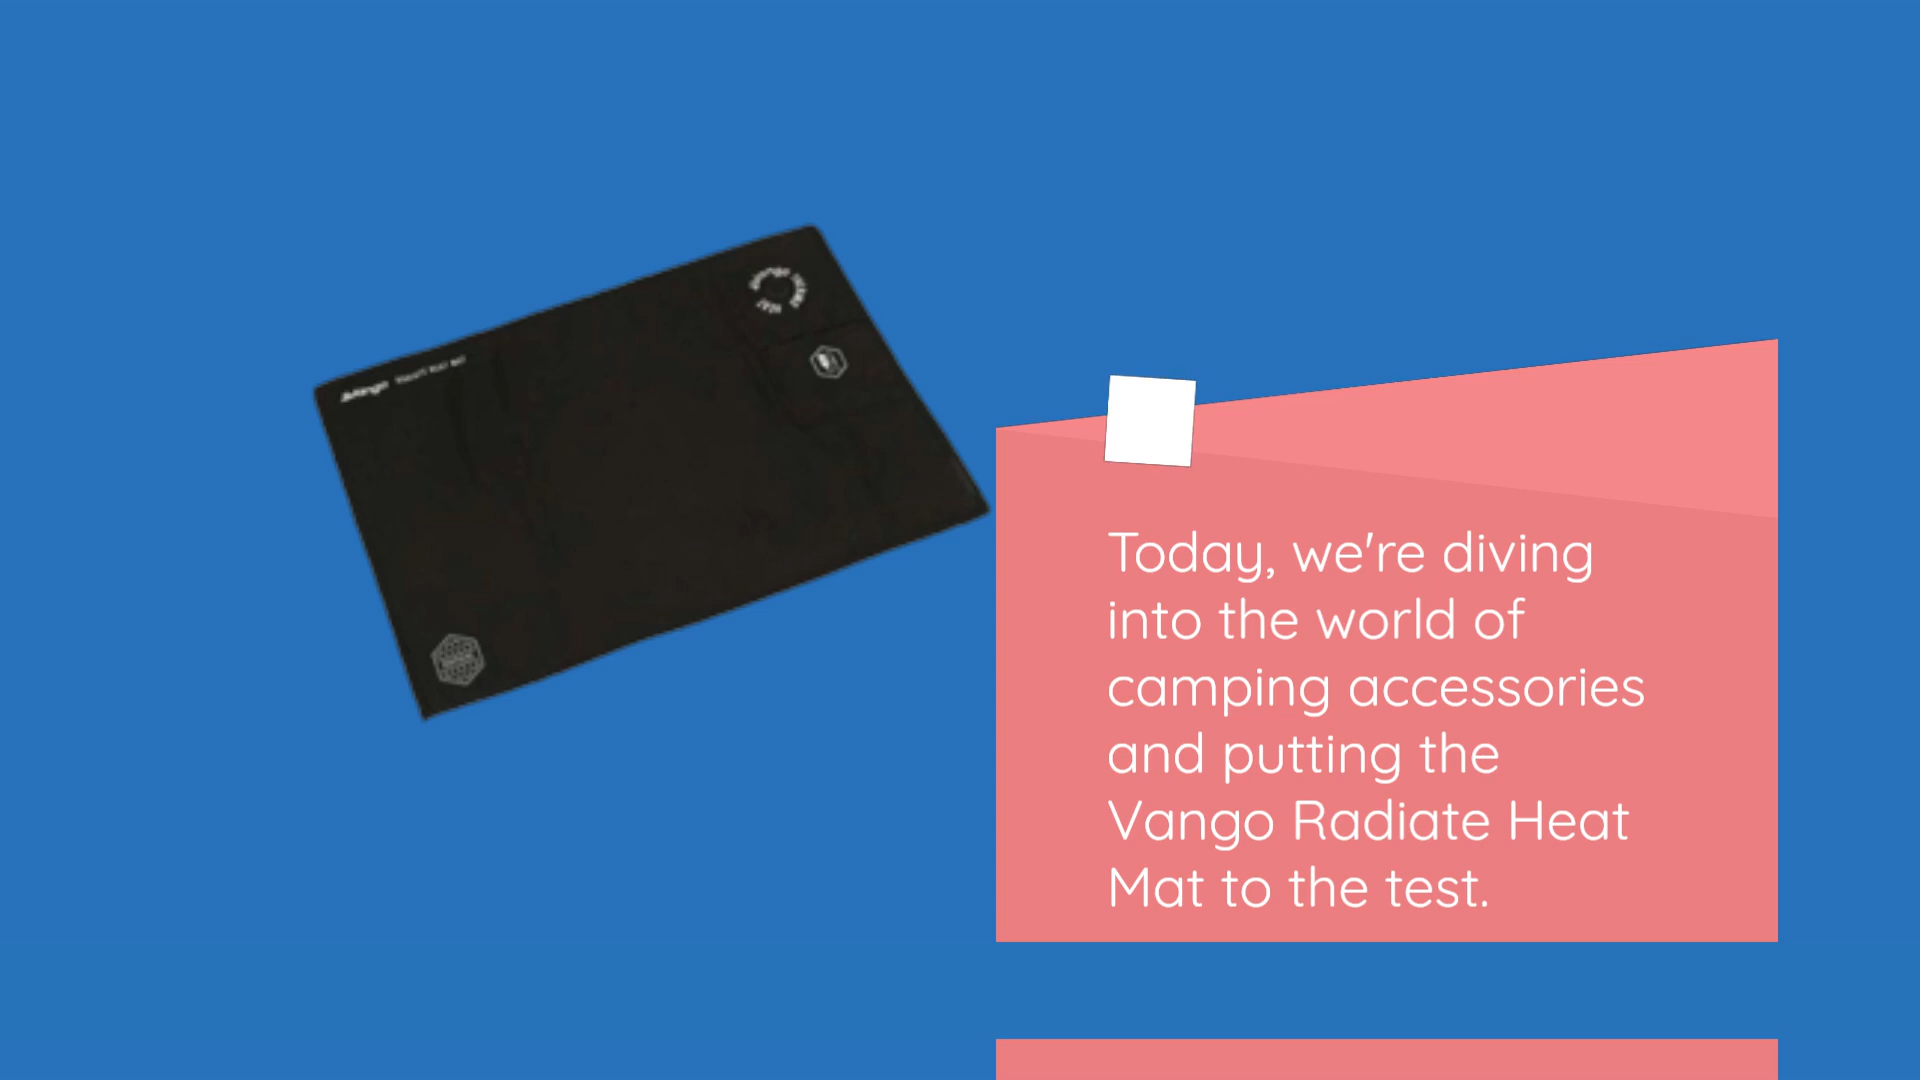 Vango
Today, we're diving
into the world of
camping accessories
and putting the
Vango Radiate Heat
Mat to the test.